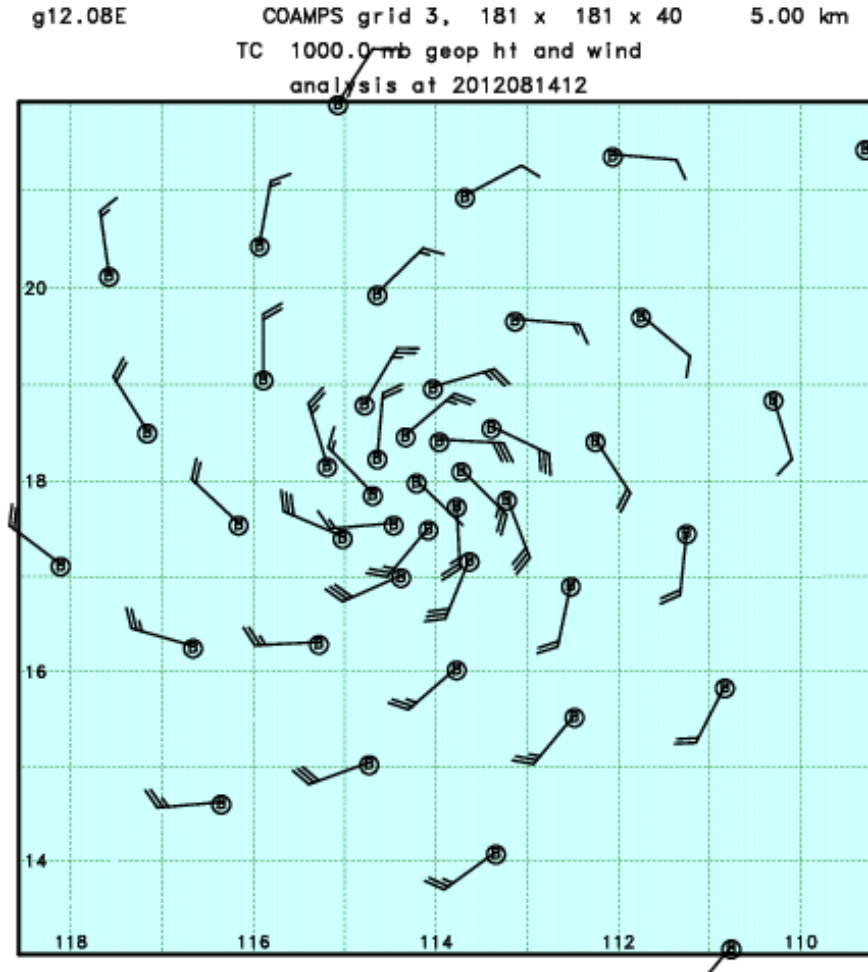 g12.08E COAMPS grid 3, 181 x 181 x 40 5.00 km
TC 1000.0 mb geop ht and wind
analysis at 2012081412
20
18
16
14
118 116 114 112 110